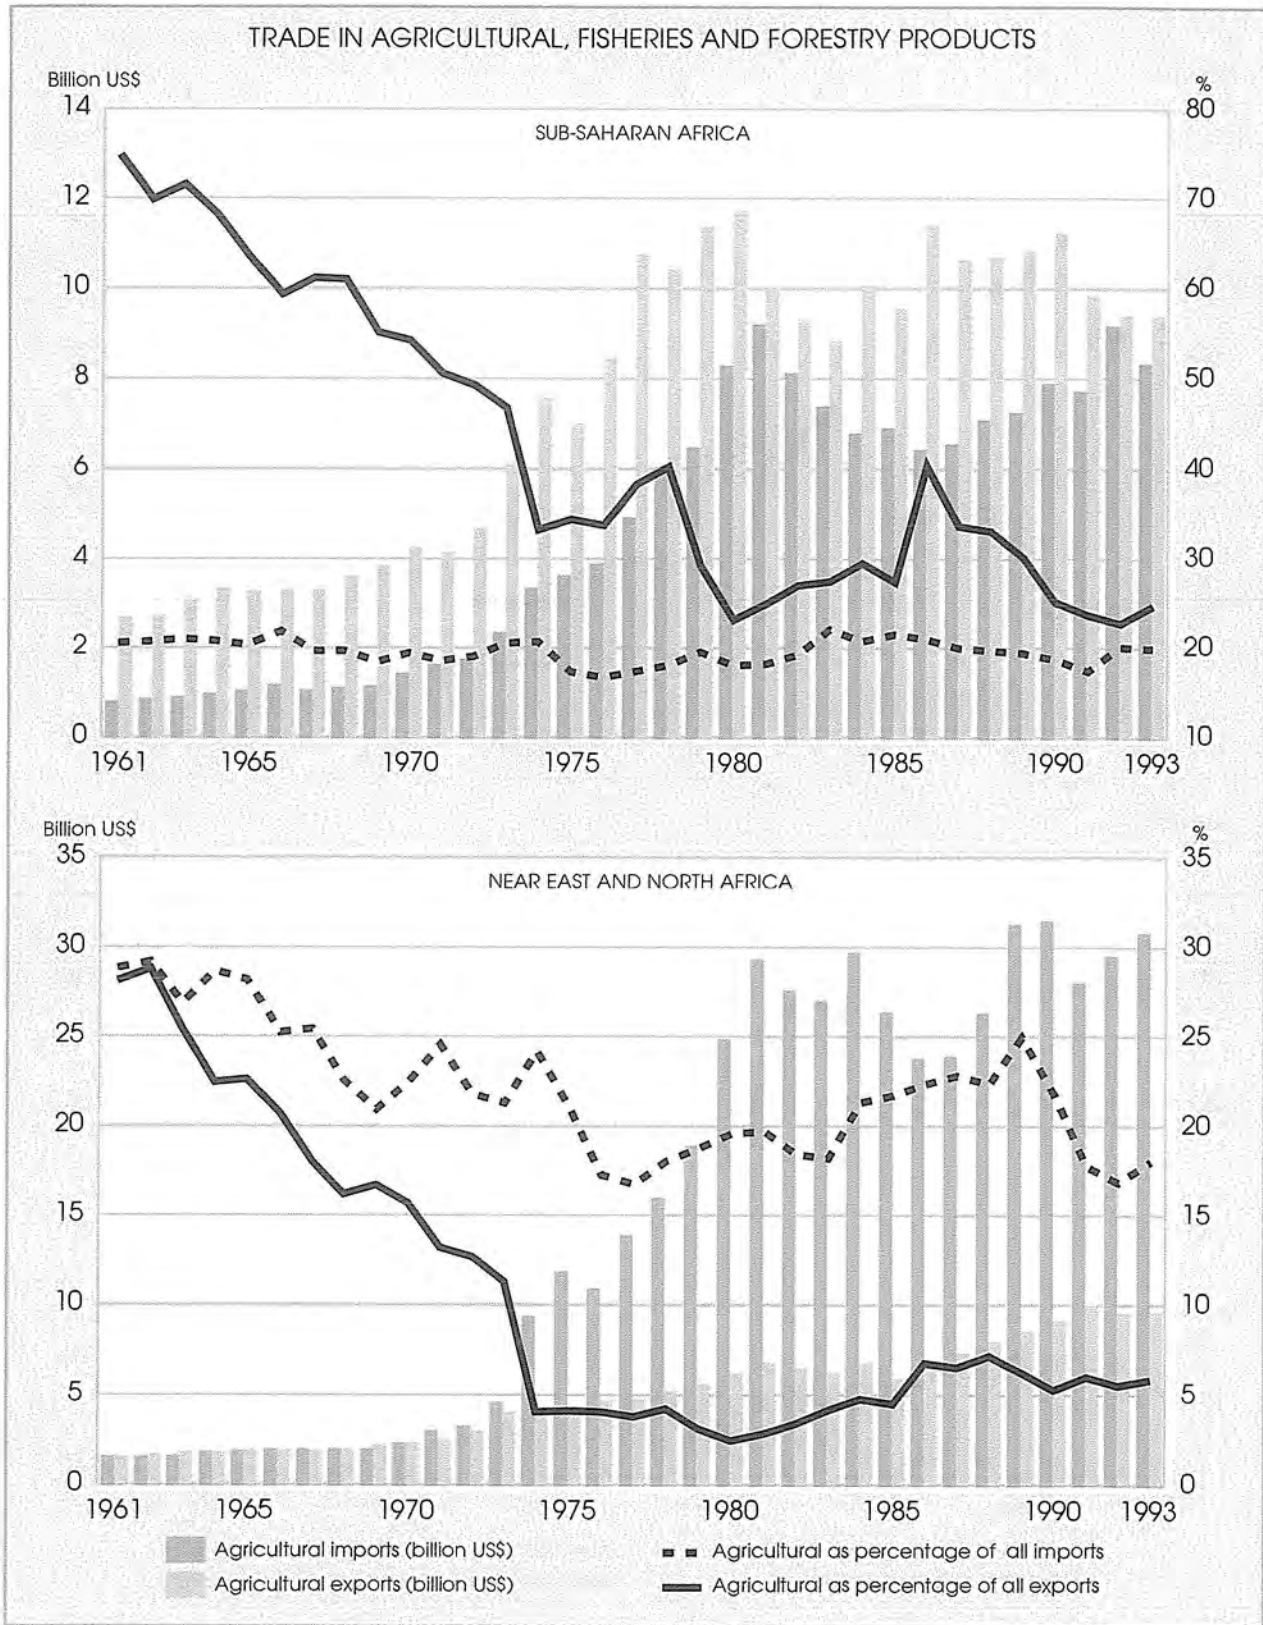 TRADE IN AGRICULTURAL, FISHERIES AND FORESTRY PRODUCTS
Billion US$ %
SUB-SAHARAN AFRICA
14 80
12 70
10 60
8 50
6 40
4 30
2 20
0 10
1961 1965 1970 1975 1980 1985 1990 1993
Billion US$ %
NEAR EAST AND NORTH AFRICA
35 35
30 30
25 25
20 20
15 15
10 10
5 5
0 0
1961 1965 1970 1975 1980 1985 1990 1993
Agricultural imports (billion US$) Agricultural as percentage of all imports
Agricultural exports (billion US$) Agricultural as percentage of all exports